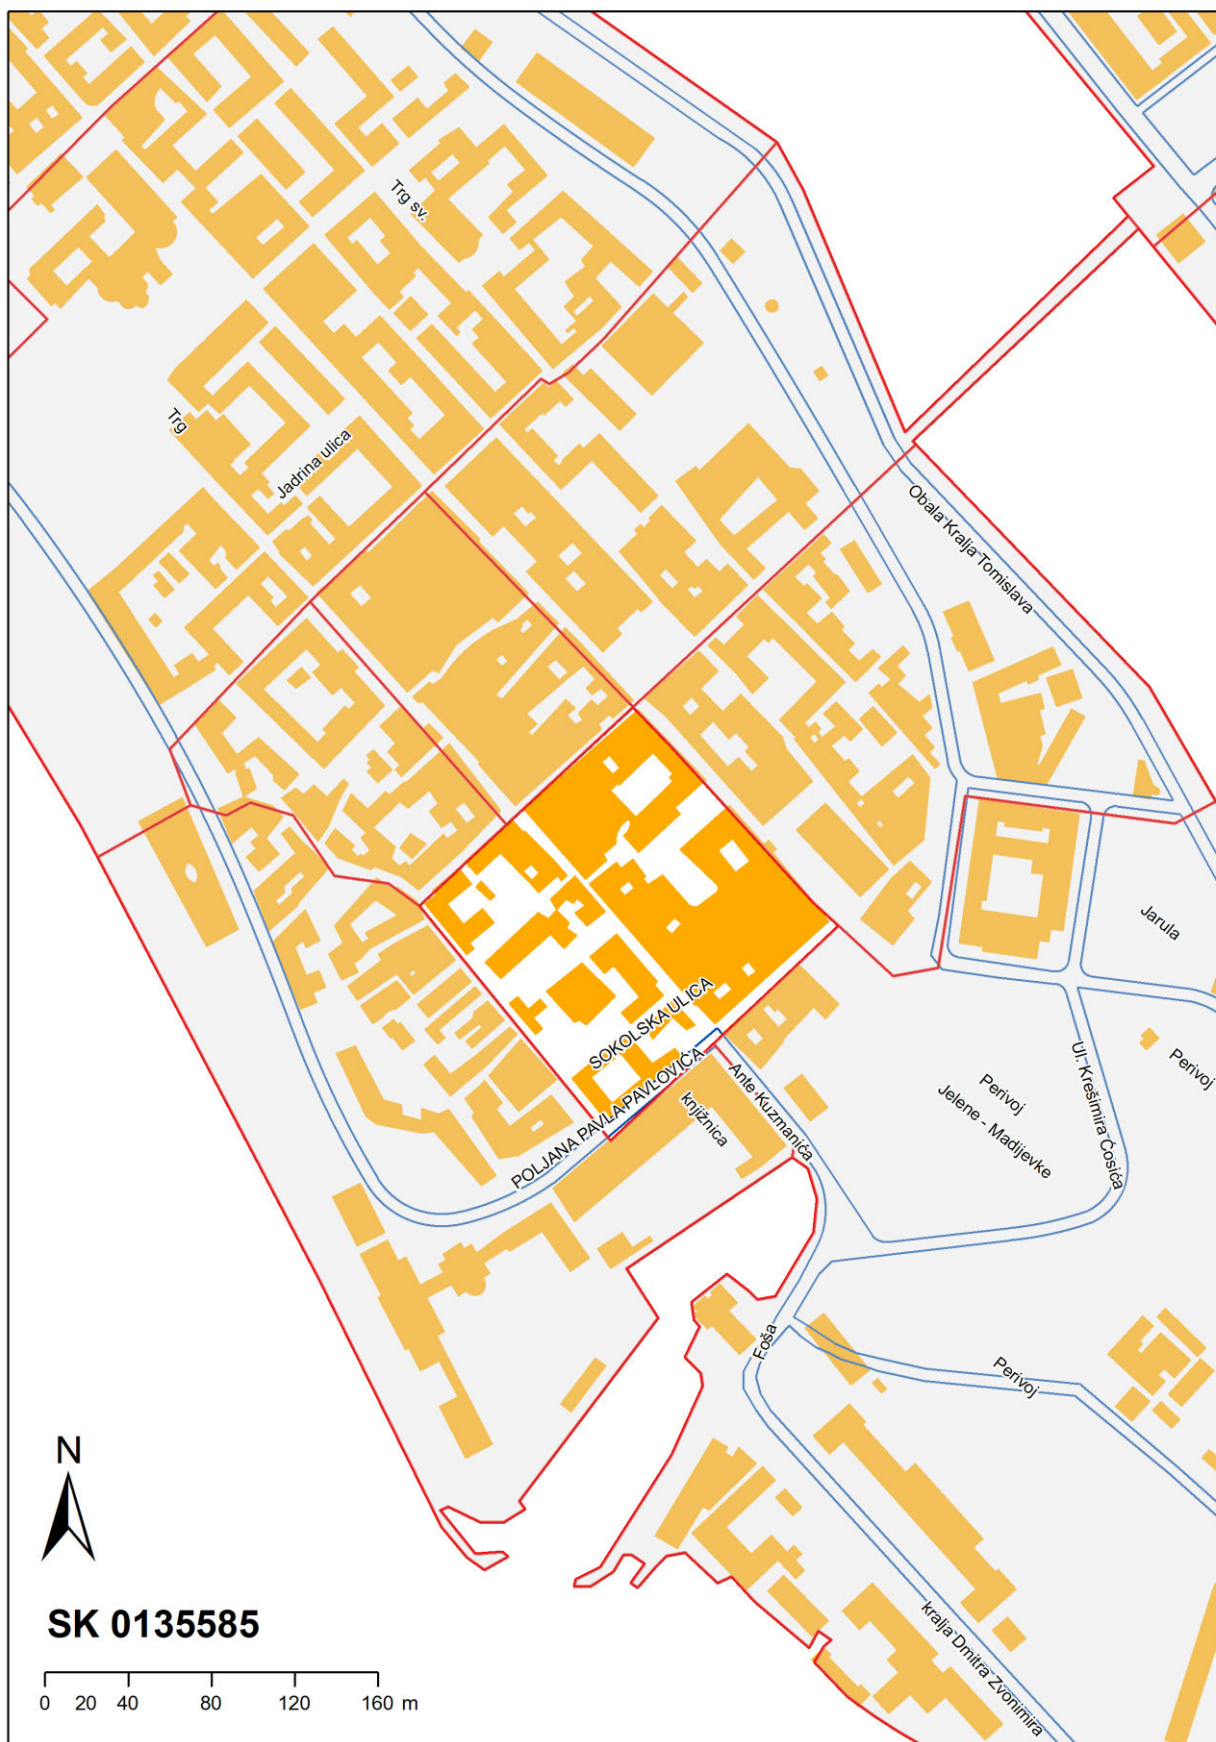 Trg sv.
Trg
Jadrina ulica
Obala Kralja Tomislava
Jarula
SOKOLSKA ULICA
POLJANA PAVLA PAVLOVIĆA
knjižnica
Ante Kuzmanića
Perivoj
Jelene - Madijevke
Ul. Krešimira Ćosića
Perivoj
Foša
Perivoj
kralja Dmitra Zvonimira
N
SK 0135585
0 20 40 80 120 160 m